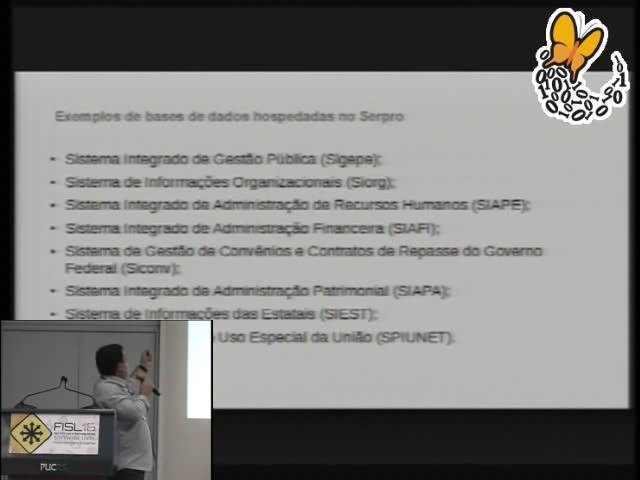 Exemplos de bases de dados hospedadas no Serpro
• Sistema Integrado de Gestão Pública (Sigepe);
• Sistema de Informações Organizacionais (Siorg);
• Sistema Integrado de Administração de Recursos Humanos (SIAPE);
• Sistema Integrado de Administração Financeira (SIAFI);
• Sistema de Gestão de Convênios e Contratos de Repasse do Governo
Federal (Siconv);
• Sistema Integrado de Administração Patrimonial (SIAPA);
• Sistema de Informações das Estatais (SIEST);
Uso Especial da União (SPIUNET).
FISL16
SOFTWARE LIVRE